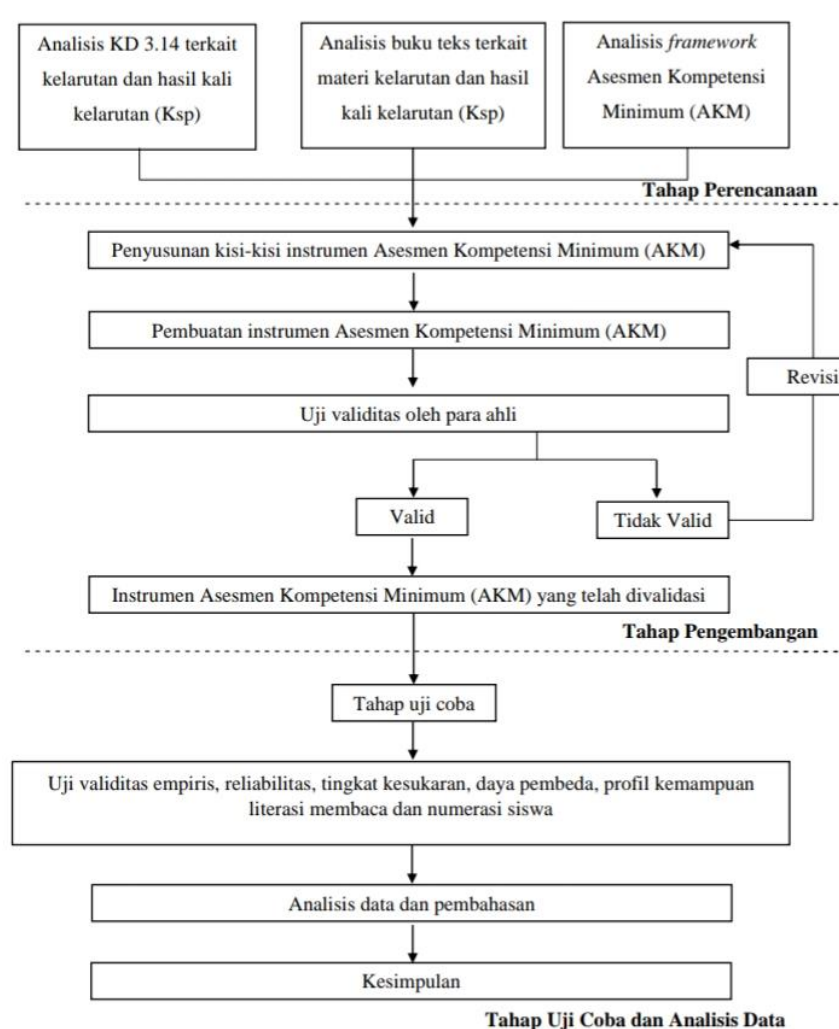 Analisis KD 3.14 terkait
kelarutan dan hasil kali
kelarutan (Ksp)
Analisis buku teks terkait
materi kelarutan dan hasil
kali kelarutan (Ksp)
Analisis framework
Asesmen Kompetensi
Minimum (AKM)
Tahap Perencanaan
Penyusunan kisi-kisi instrumen Asesmen Kompetensi Minimum (AKM)
Pembuatan instrumen Asesmen Kompetensi Minimum (AKM)
Revisi
Uji validitas oleh para ahli
Valid
Tidak Valid
Instrumen Asesmen Kompetensi Minimum (AKM) yang telah divalidasi
Tahap Pengembangan
Tahap uji coba
Uji validitas empiris, reliabilitas, tingkat kesukaran, daya pembeda, profil kemampuan
literasi membaca dan numerasi siswa
Analisis data dan pembahasan
Kesimpulan
Tahap Uji Coba dan Analisis Data